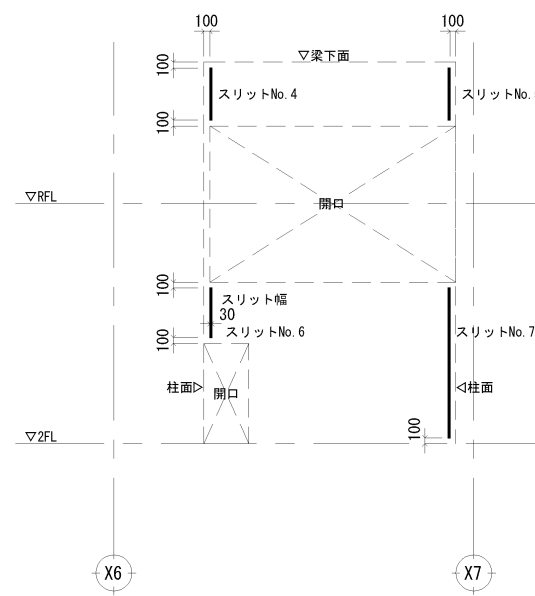 100
100
▽梁下面
100
スリットNo.4
スリットNo.
100
▽RFL
開口
100
スリット幅
30
スリットNo.6
スリットNo.7
100
柱面▷
開口
◁柱面
100
▽2FL
X6
X7